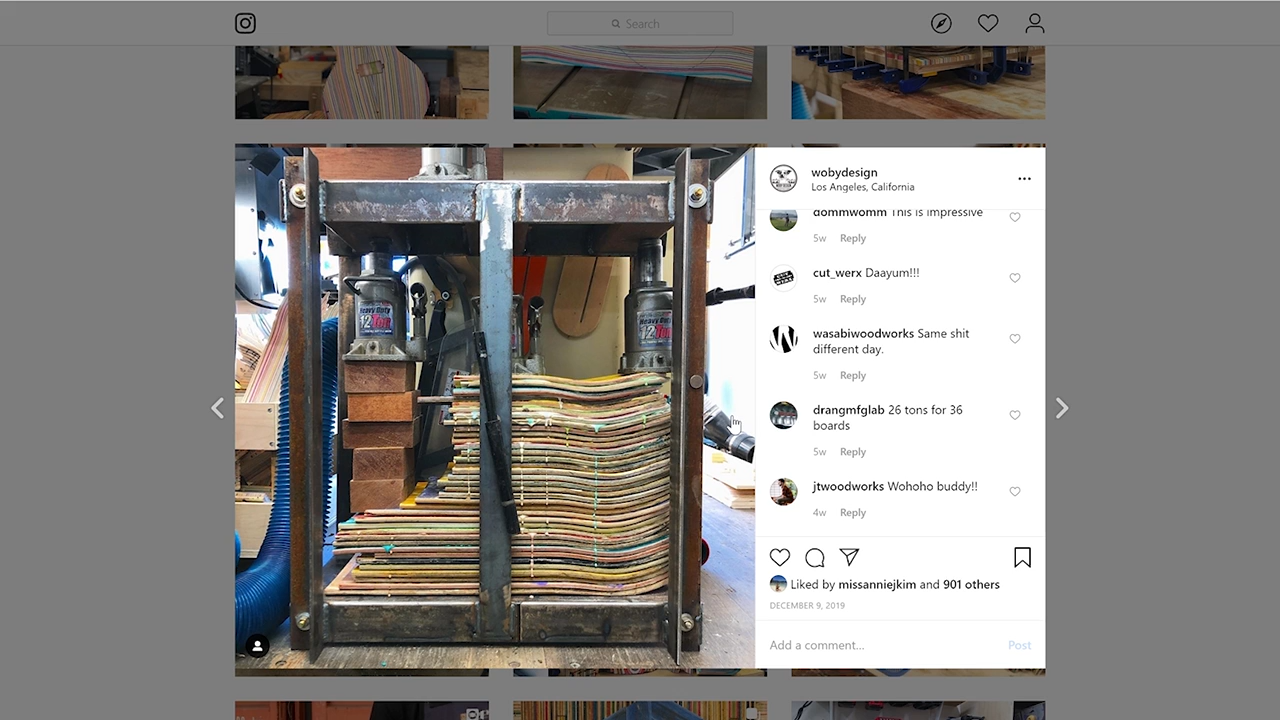 Search
wobydesign
Los Angeles, California
dommwomm This is impressive
5w Reply
cut_werx Daayum!!!
5w Reply
wasabiwoodworks Same shit
different day.
5w Reply
drangmfglab 26 tons for 36
boards
5w Reply
jtwoodworks Wohoho buddy!!
4w Reply
Liked by missanniejkim and 901 others
DECEMBER 9, 2019
Add a comment... Post
Heavy Duty
12 Ton
Heavy Duty
12 Ton